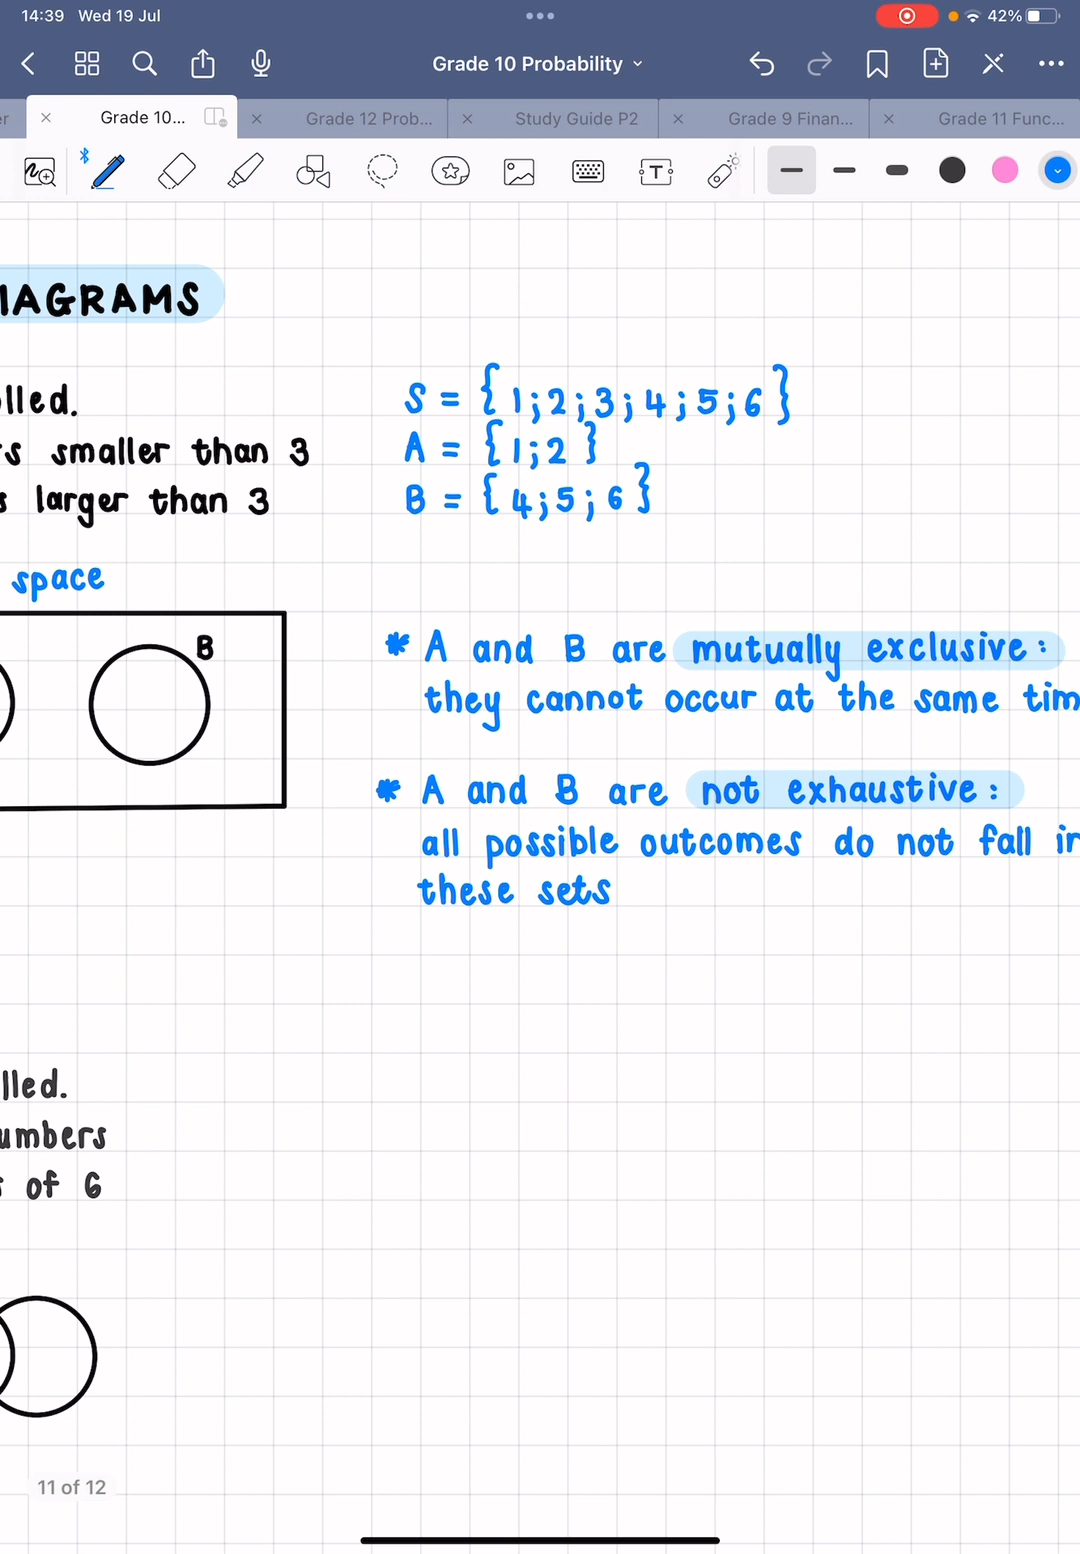 14:39 Wed 19 Jul
42%
Grade 10 Probability
er
Grade 10...
Grade 12 Prob...
Study Guide P2
Grade 9 Finan...
Grade 11 Func...
T
IAGRAMS
lled.
s smaller than 3
s larger than 3
S = {1;2;3;4;5;6}
A = {1;2}
B = {4;5;6}
space
B
* A and B are mutually exclusive:
they cannot occur at the same tim
* A and B are not exhaustive:
all possible outcomes do not fall in
these sets
lled.
umbers
s of 6
11 of 12